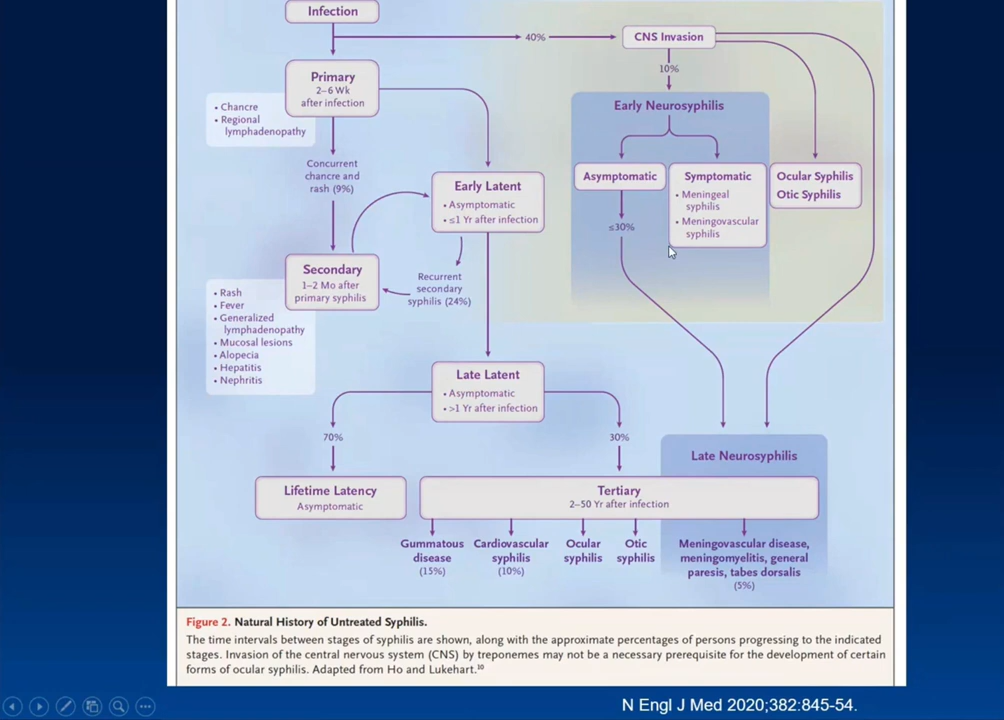 Infection
40%
CNS Invasion
10%
Primary
2–6 Wk
after infection
• Chancre
• Regional
lymphadenopathy
Concurrent
chancre and
rash (9%)
Early Neurosyphilis
Asymptomatic
≤30%
Symptomatic
• Meningeal
syphilis
• Meningovascular
syphilis
Ocular Syphilis
Otic Syphilis
Early Latent
• Asymptomatic
• ≤1 Yr after infection
Secondary
1–2 Mo after
primary syphilis
Recurrent
secondary
syphilis (24%)
• Rash
• Fever
• Generalized
lymphadenopathy
• Mucosal lesions
• Alopecia
• Hepatitis
• Nephritis
Late Latent
• Asymptomatic
• >1 Yr after infection
70%
30%
Late Neurosyphilis
Lifetime Latency
Asymptomatic
Tertiary
2–50 Yr after infection
Gummatous
disease
(15%)
Cardiovascular
syphilis
(10%)
Ocular
syphilis
Otic
syphilis
Meningovascular disease,
meningomyelitis, general
paresis, tabes dorsalis
(5%)
Figure 2. Natural History of Untreated Syphilis.
The time intervals between stages of syphilis are shown, along with the approximate percentages of persons progressing to the indicated
stages. Invasion of the central nervous system (CNS) by treponemes may not be a necessary prerequisite for the development of certain
forms of ocular syphilis. Adapted from Ho and Lukehart.¹⁰
N Engl J Med 2020;382:845-54.